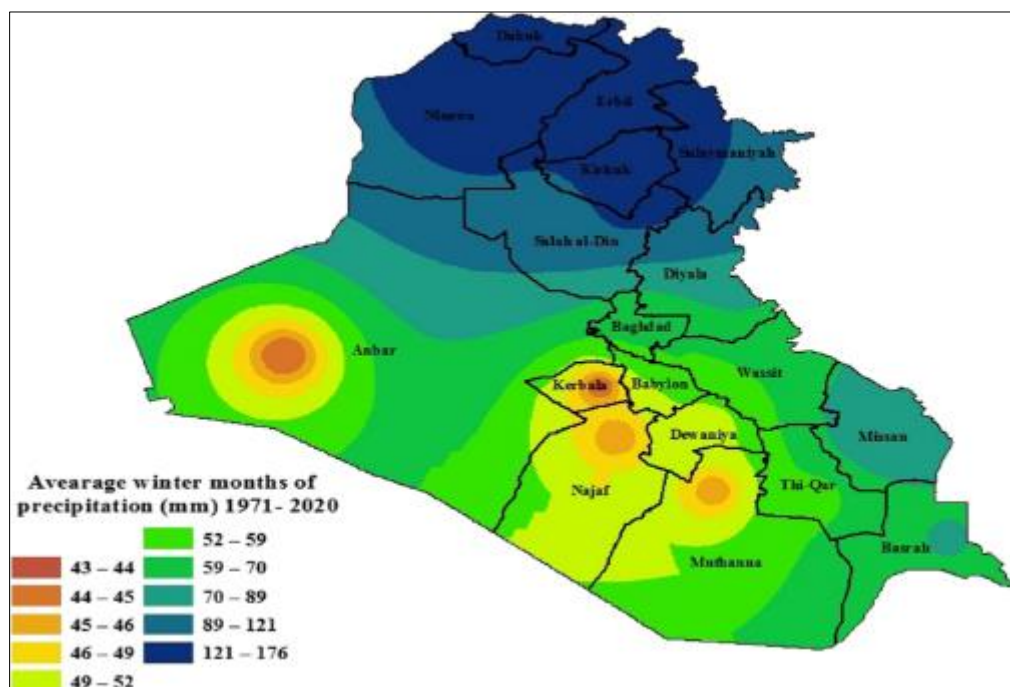 Duhuk
Erbil
Ninewa
Sulaymaniyah
Kirkuk
Salah al-Din
Diyala
Baghdad
Anbar
Wassit
Kerbala
Babylon
Missan
Dewaniya
Thi-Qar
Najaf
Basrah
Muthanna
Avearage winter months of
precipitation (mm) 1971- 2020
43 – 44
44 – 45
45 – 46
46 – 49
49 – 52
52 – 59
59 – 70
70 – 89
89 – 121
121 – 176